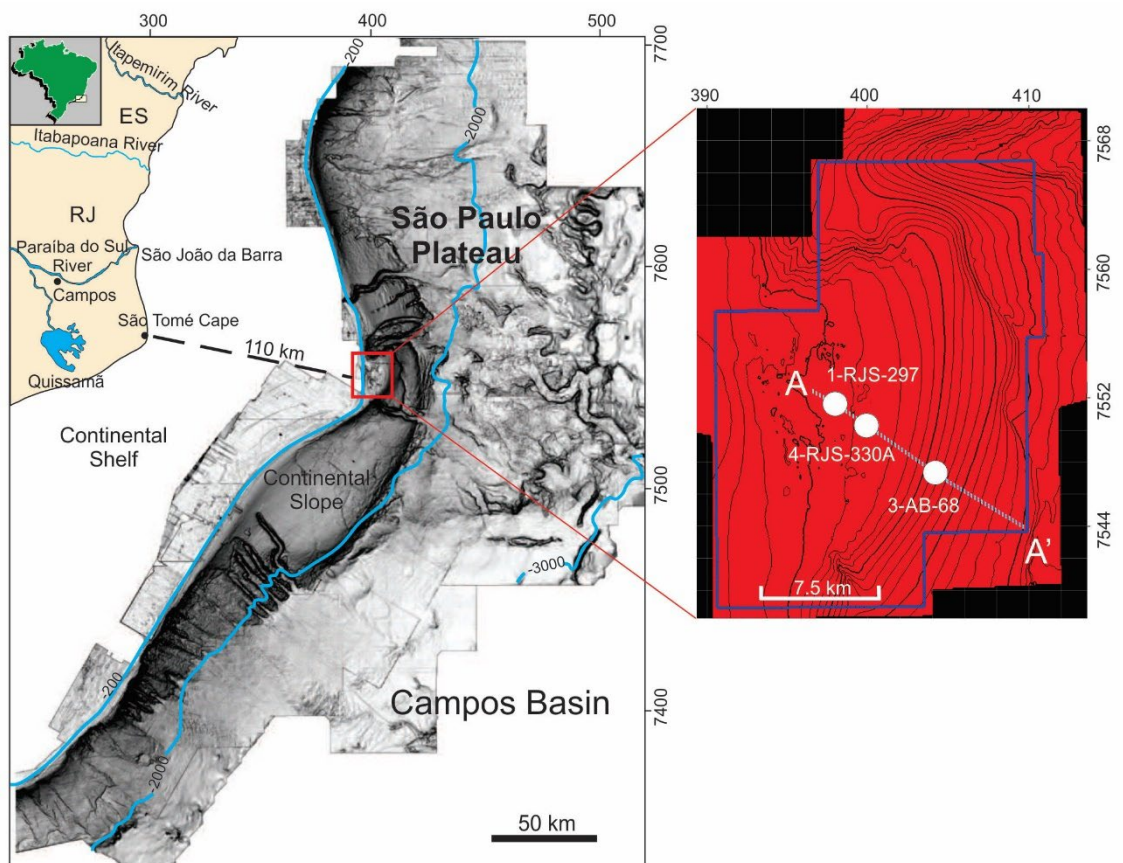 300
400
500
7700
-200
2000
Itapemirim River
ES
Itabapoana River
RJ
Paraíba do Sul
River
São João da Barra
Campos
São Tomé Cape
Quissamã
110 km
São Paulo
Plateau
7600
Continental
Shelf
Continental
Slope
7500
-3000
-200
-2000
7400
Campos Basin
50 km
390
400
410
7568
7560
A
1-RJS-297
7552
4-RJS-330A
3-AB-68
7544
A'
7.5 km